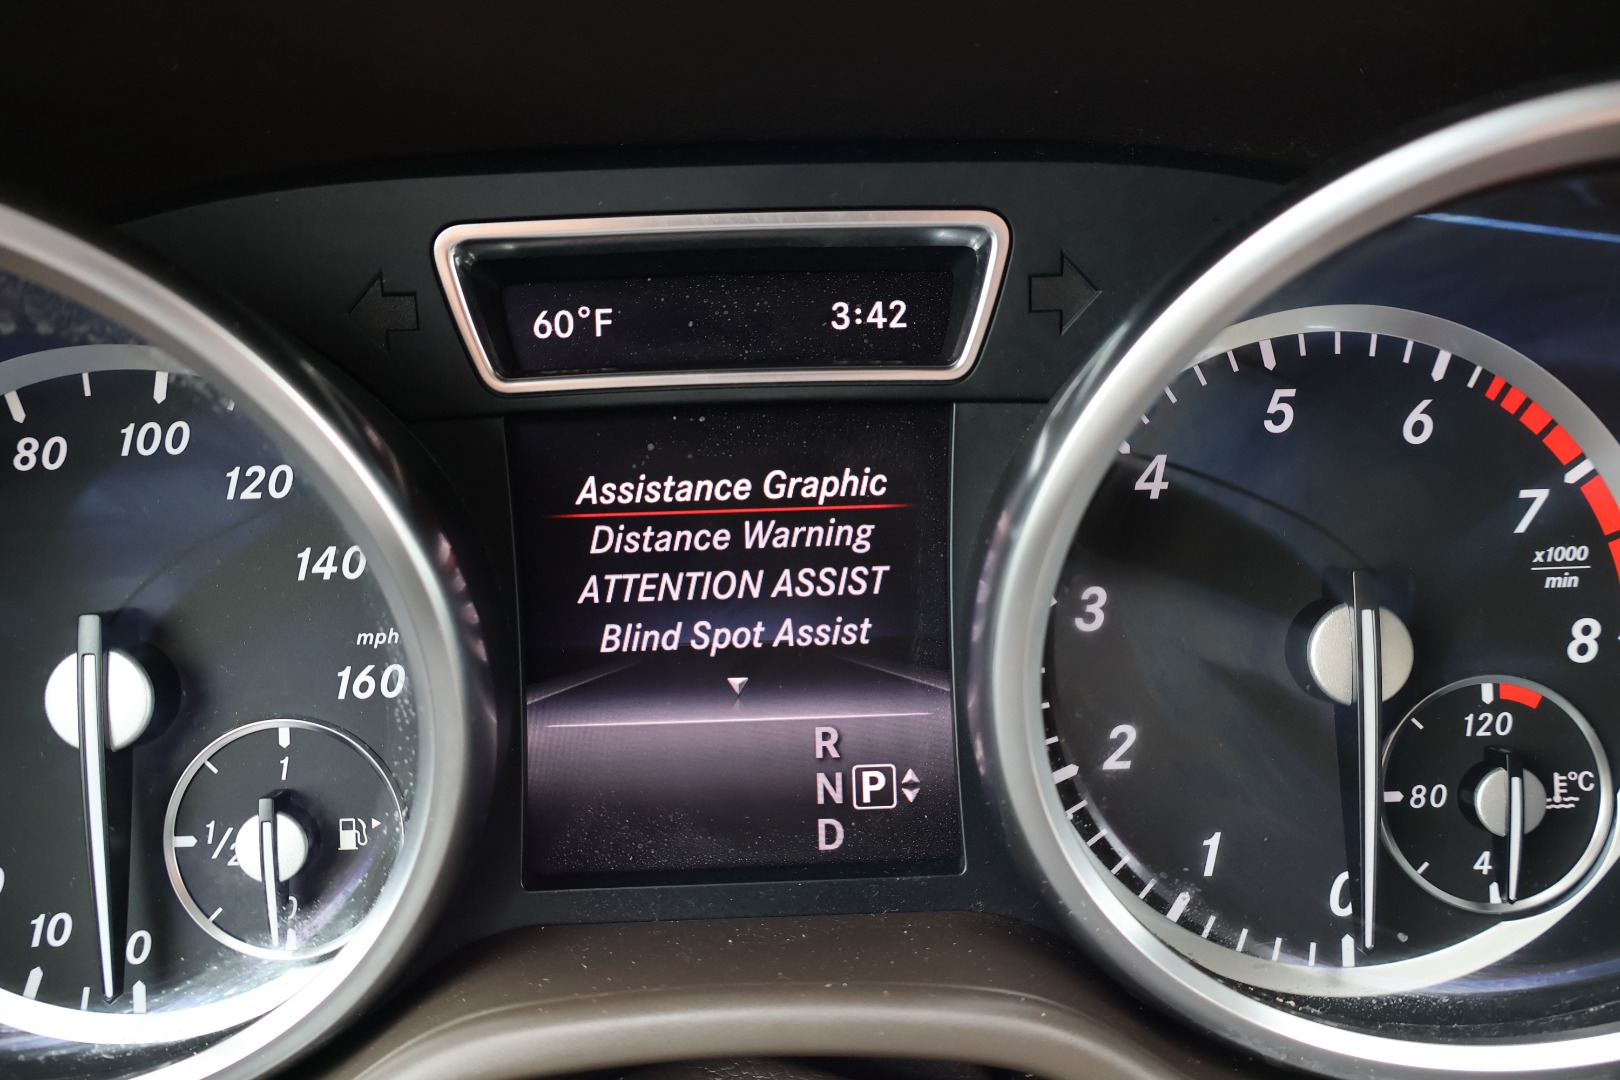 60°F 3:42
Assistance Graphic
Distance Warning
ATTENTION ASSIST
Blind Spot Assist
R
N P
D
10
80
100
120
140
mph
160
0
1
1/2
0
1
2
3
4
5
6
7
8
x1000
min
120
80
°C